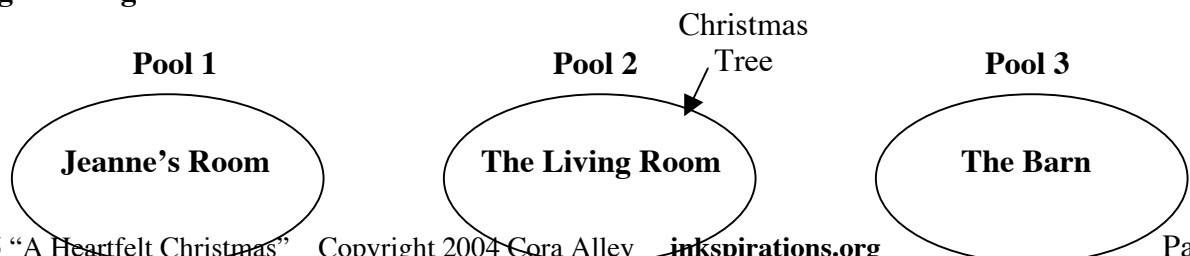 Christmas
Tree
Pool 1 Pool 2 Pool 3
Jeanne’s Room The Living Room The Barn
“A Heartfelt Christmas” Copyright 2004 Cora Alley inkspirations.org